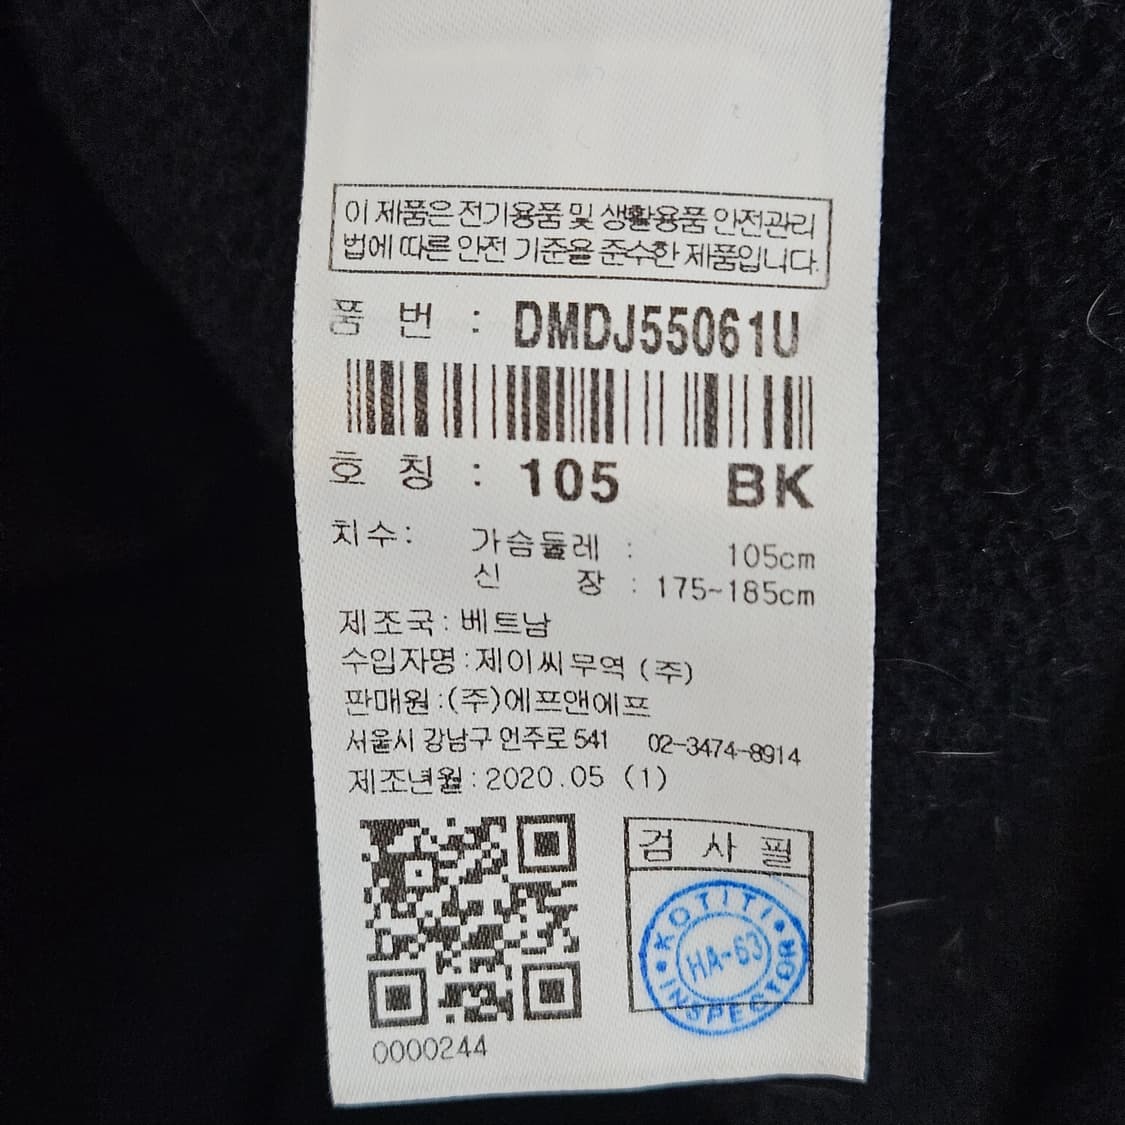 이 제품은 전기용품 및 생활용품 안전관리
법에 따른 안전 기준을 준수한 제품입니다.
품 번 : DMDJ55061U
호 칭 : 105 BK
치수: 가슴둘레 : 105cm
신 장 : 175~185cm
제조국: 베트남
수입자명 : 제이씨무역 (주)
판매원 :(주)에프앤에프
서울시 강남구 언주로 541 02-3474-8914
제조년월 : 2020.05 (1)
검 사 필
KOTITI
HA-63
INSPECTOR
0000244